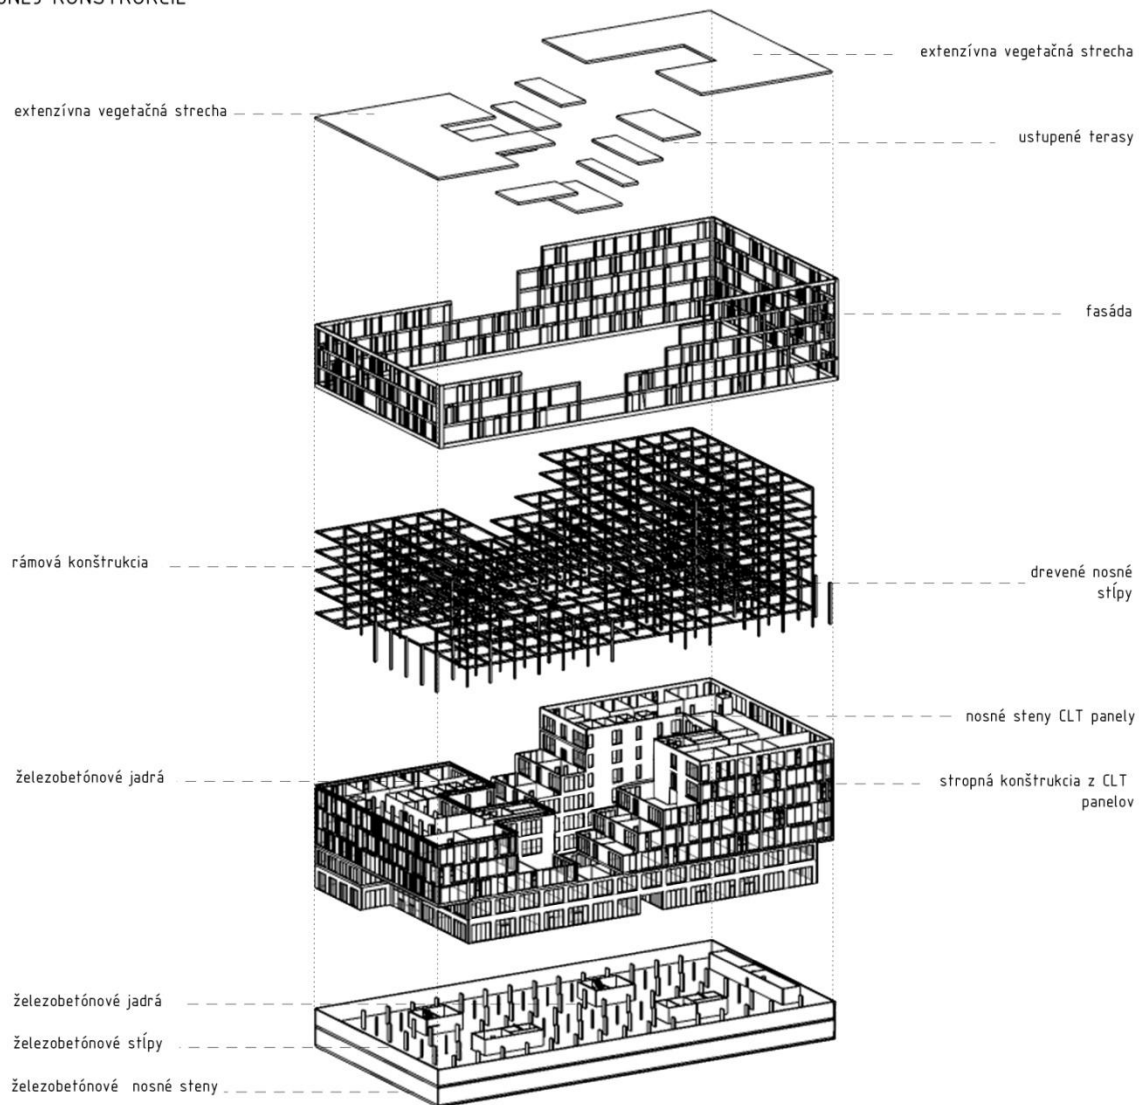 KONŠTRUKCIE
extenzívna vegetačná strecha
extenzívna vegetačná strecha
ustupené terasy
fasáda
rámová konštrukcia
drevené nosné
stĺpy
nosné steny CLT panely
železobetónové jadrá
stropná konštrukcia z CLT
panelov
železobetónové jadrá
železobetónové stĺpy
železobetónové nosné steny